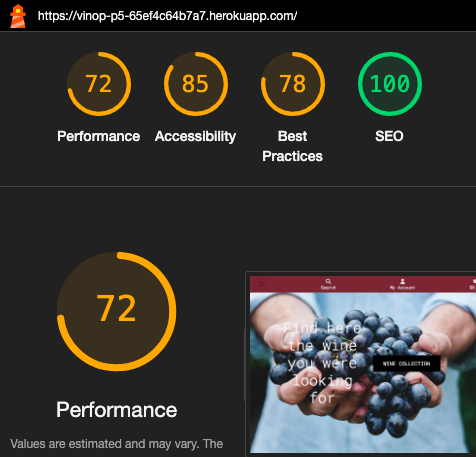 https://vinop-p5-65ef4c64b7a7.herokuapp.com/
72
85
78
100
Performance
Accessibility
Best
Practices
SEO
72
Performance
Values are estimated and may vary. The
Search
My Account
Find here
the wine
you were
looking
for
WINE COLLECTION